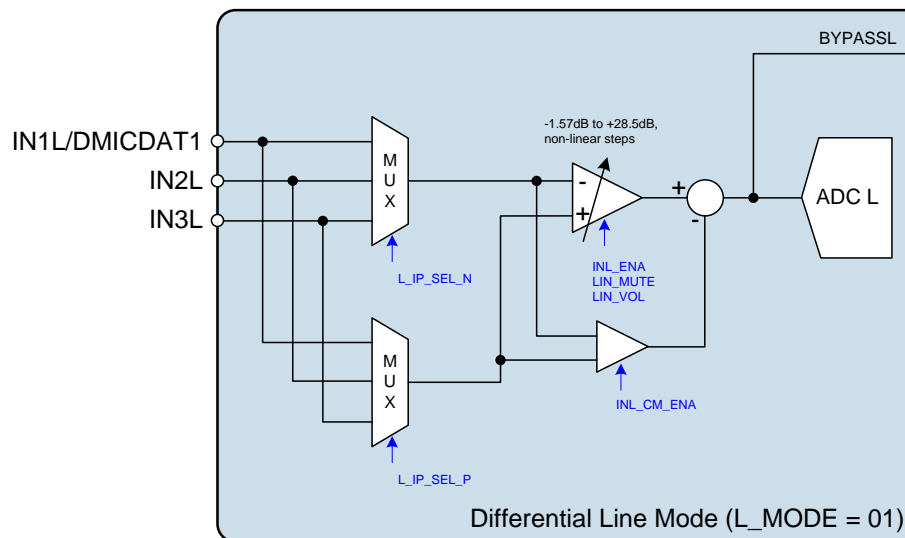 BYPASSL
-1.57dB to +28.5dB,
non-linear steps
IN1L/DMICDAT1
IN2L
IN3L
M
U
X
-
+
+
-
ADC L
L_IP_SEL_N
INL_ENA
LIN_MUTE
LIN_VOL
M
U
X
INL_CM_ENA
L_IP_SEL_P
Differential Line Mode (L_MODE = 01)